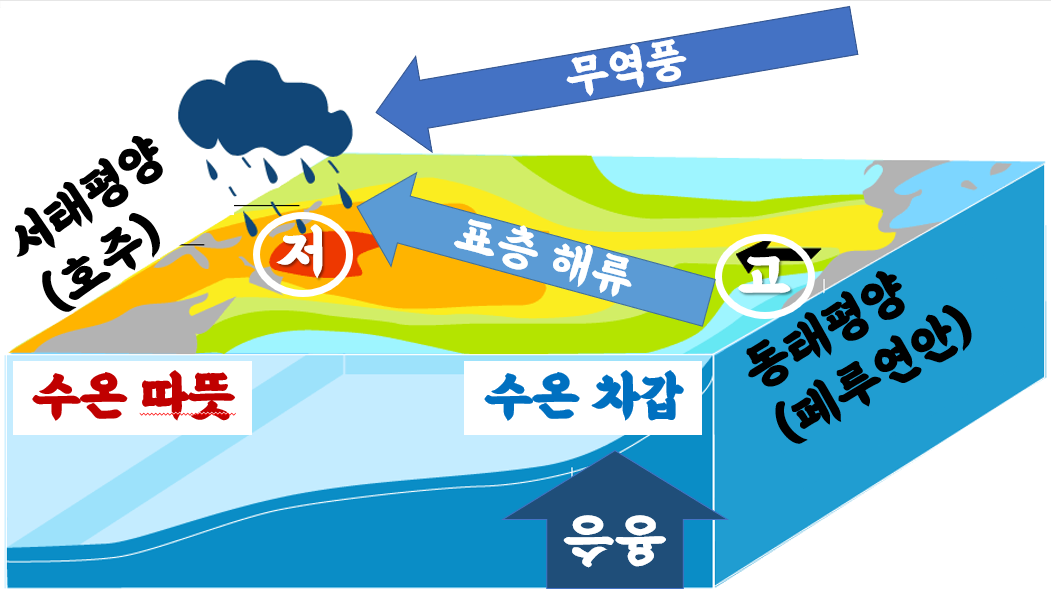 무역풍
서태평양
(호주)
저
표층 해류
고
동태평양
(페루연안)
수온 따뜻
수온 차갑
용승